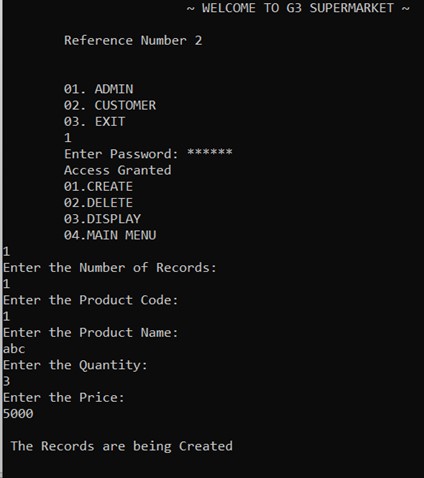 ~ WELCOME TO G3 SUPERMARKET ~
Reference Number 2
01. ADMIN
02. CUSTOMER
03. EXIT
1
Enter Password: ******
Access Granted
01.CREATE
02.DELETE
03.DISPLAY
04.MAIN MENU
1
Enter the Number of Records:
1
Enter the Product Code:
1
Enter the Product Name:
abc
Enter the Quantity:
3
Enter the Price:
5000
The Records are being Created